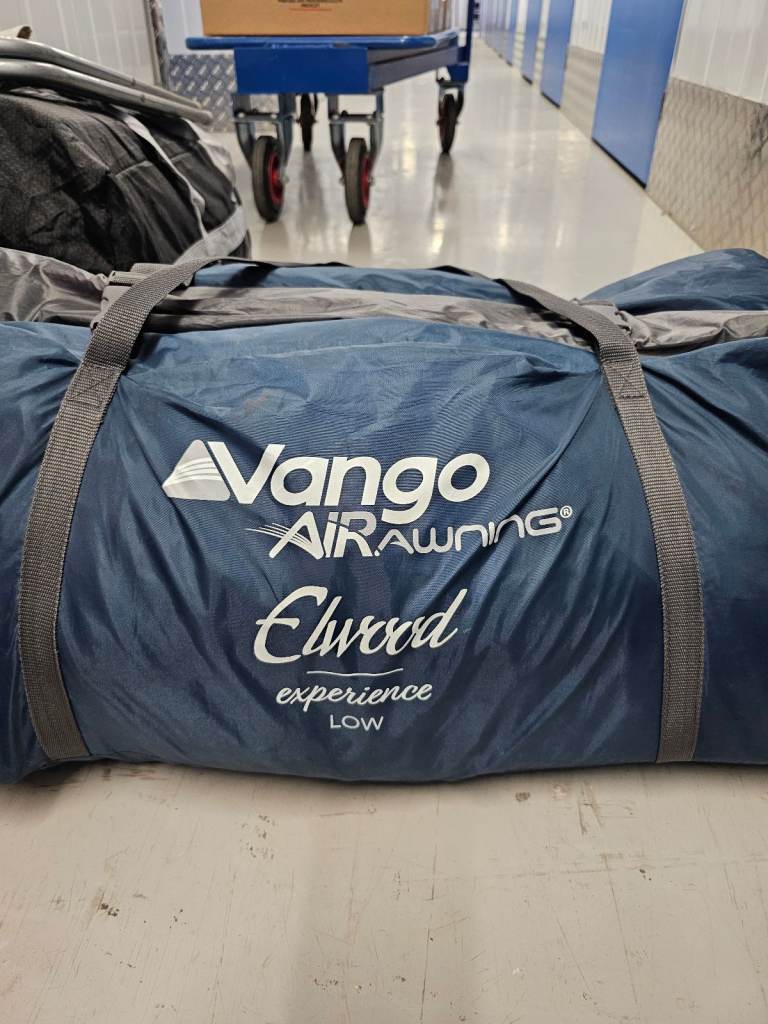 Vango
AIR AWNING®
Elwood
experience
LOW